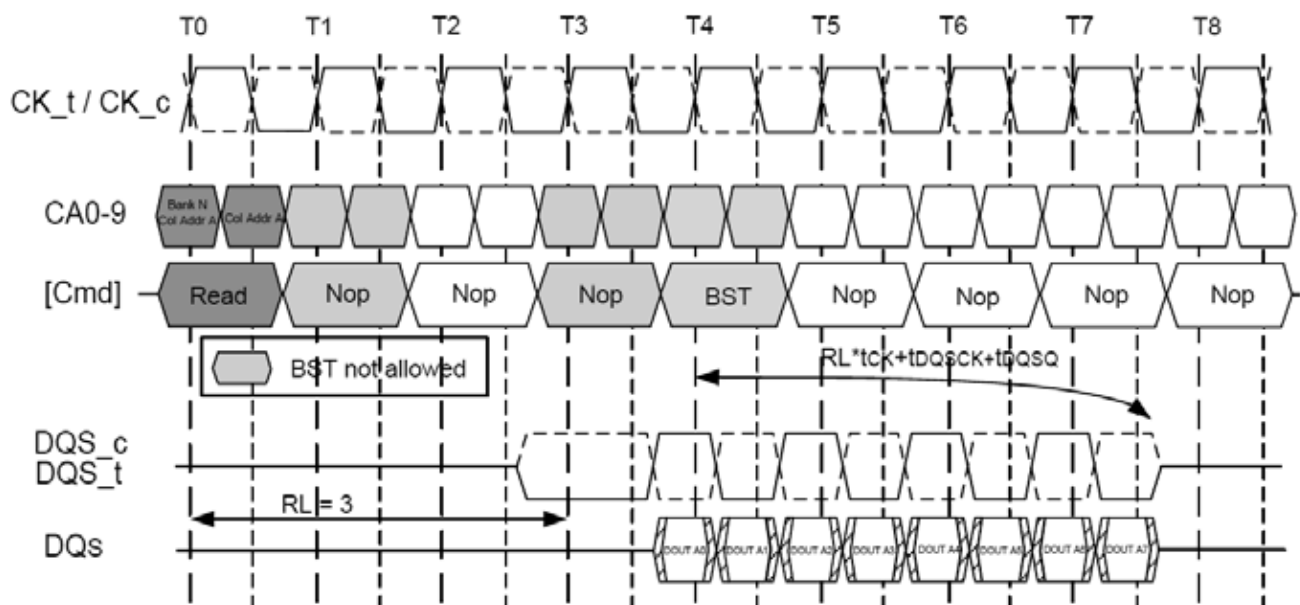 T0 T1 T2 T3 T4 T5 T6 T7 T8
CK_t / CK_c
CA0-9
Bank N
Col Addr A
Col Addr A
[Cmd]
Read Nop Nop Nop BST Nop Nop Nop Nop
BST not allowed
RL*tCK+tDQSCK+tDQSQ
DQS_c
DQS_t
RL = 3
DQs
DOUT A0 DOUT A1 DOUT A2 DOUT A3 DOUT A4 DOUT A5 DOUT A6 DOUT A7